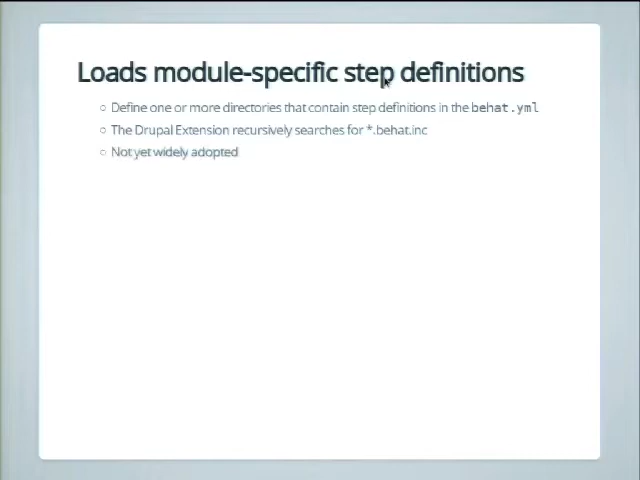 Loads module-specific step definitions
Define one or more directories that contain step definitions in the behat.yml
The Drupal Extension recursively searches for *.behat.inc
Not yet widely adopted